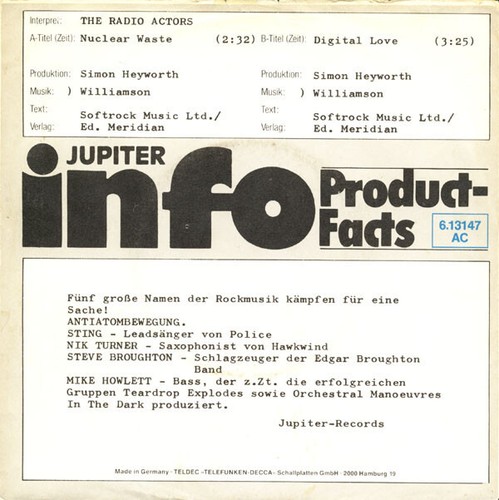 Interpret: THE RADIO ACTORS
A-Titel (Zeit): Nuclear Waste (2:32) B-Titel (Zeit): Digital Love (3:25)
Produktion: Simon Heyworth Produktion: Simon Heyworth
Musik: ) Williamson Musik: ) Williamson
Text: Text:
Softrock Music Ltd./ Softrock Music Ltd./
Verlag: Ed. Meridian Verlag: Ed. Meridian
JUPITER
info Product-
Facts
6.13147
AC
Fünf große Namen der Rockmusik kämpfen für eine
Sache!
ANTIATOMBEWEGUNG.
STING - Leadsänger von Police
NIK TURNER - Saxophonist von Hawkwind
STEVE BROUGHTON - Schlagzeuger der Edgar Broughton
Band
MIKE HOWLETT - Bass, der z.Zt. die erfolgreichen
Gruppen Teardrop Explodes sowie Orchestral Manoeuvres
In The Dark produziert.
Jupiter-Records
Made in Germany · TELDEC »TELEFUNKEN-DECCA« Schallplatten GmbH · 2000 Hamburg 19